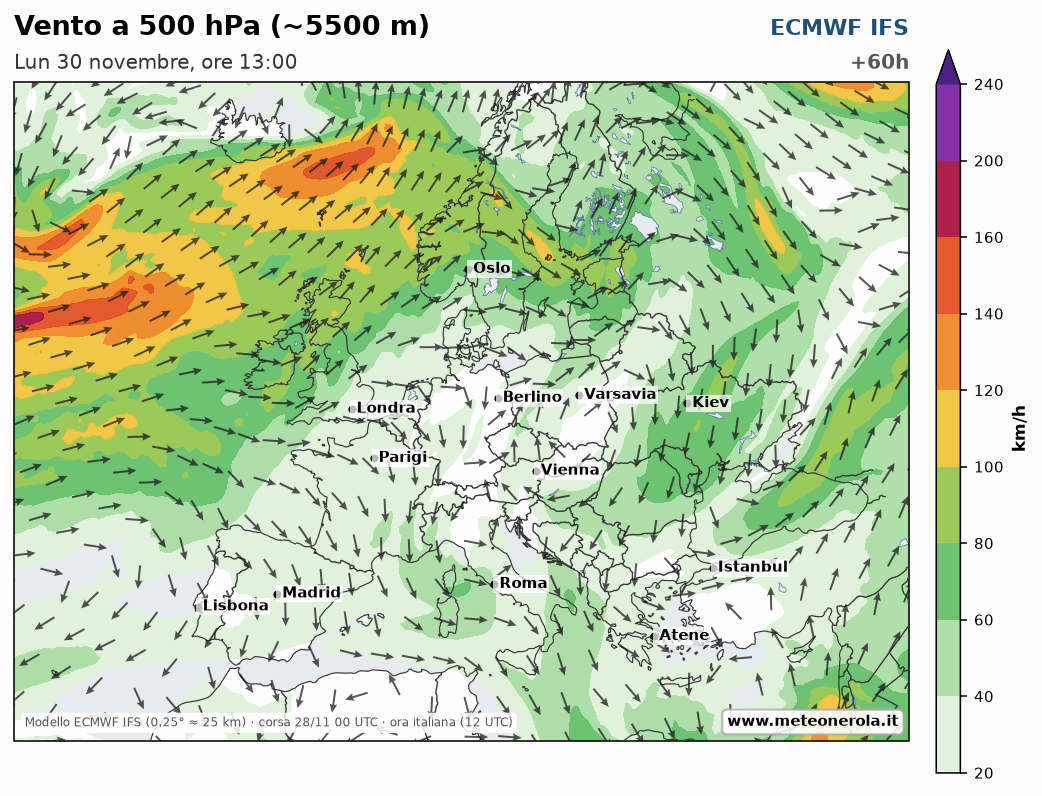 Vento a 500 hPa (~5500 m)
ECMWF IFS
Lun 30 novembre, ore 13:00
+60h
240
200
160
140
120
100
80
60
40
20
km/h
Oslo
Londra
Berlino
Varsavia
Kiev
Parigi
Vienna
Istanbul
Roma
Madrid
Lisbona
Atene
Modello ECMWF IFS (0,25° ≈ 25 km) · corsa 28/11 00 UTC · ora italiana (12 UTC)
www.meteonerola.it